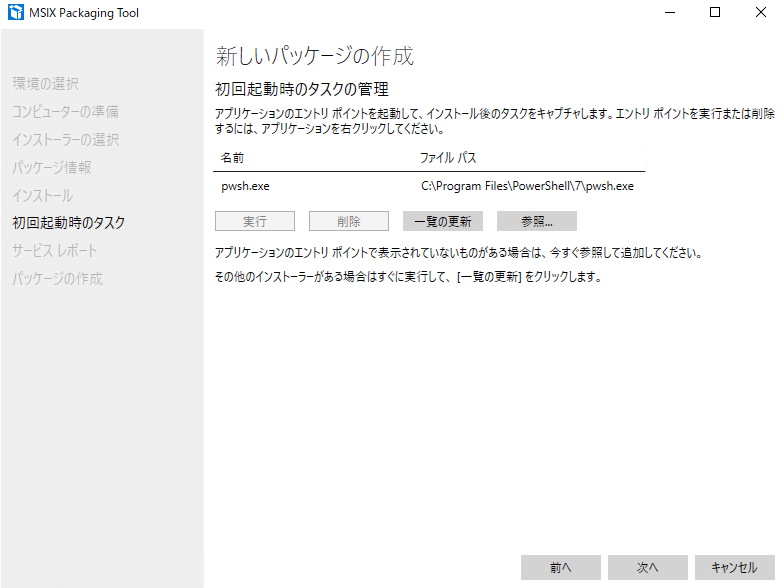 MSIX Packaging Tool
環境の選択
コンピューターの準備
インストーラーの選択
パッケージ情報
インストール
初回起動時のタスク
サービス レポート
パッケージの作成
新しいパッケージの作成
初回起動時のタスクの管理
アプリケーションのエントリ ポイントを起動して、インストール後のタスクをキャプチャします。エントリ ポイントを実行または削除
するには、アプリケーションを右クリックしてください。
名前 ファイル パス
pwsh.exe C:\Program Files\PowerShell\7\pwsh.exe
実行 削除 一覧の更新 参照...
アプリケーションのエントリ ポイントで表示されていないものがある場合は、今すぐ参照して追加してください。
その他のインストーラーがある場合はすぐに実行して、[一覧の更新] をクリックします。
前へ 次へ キャンセル